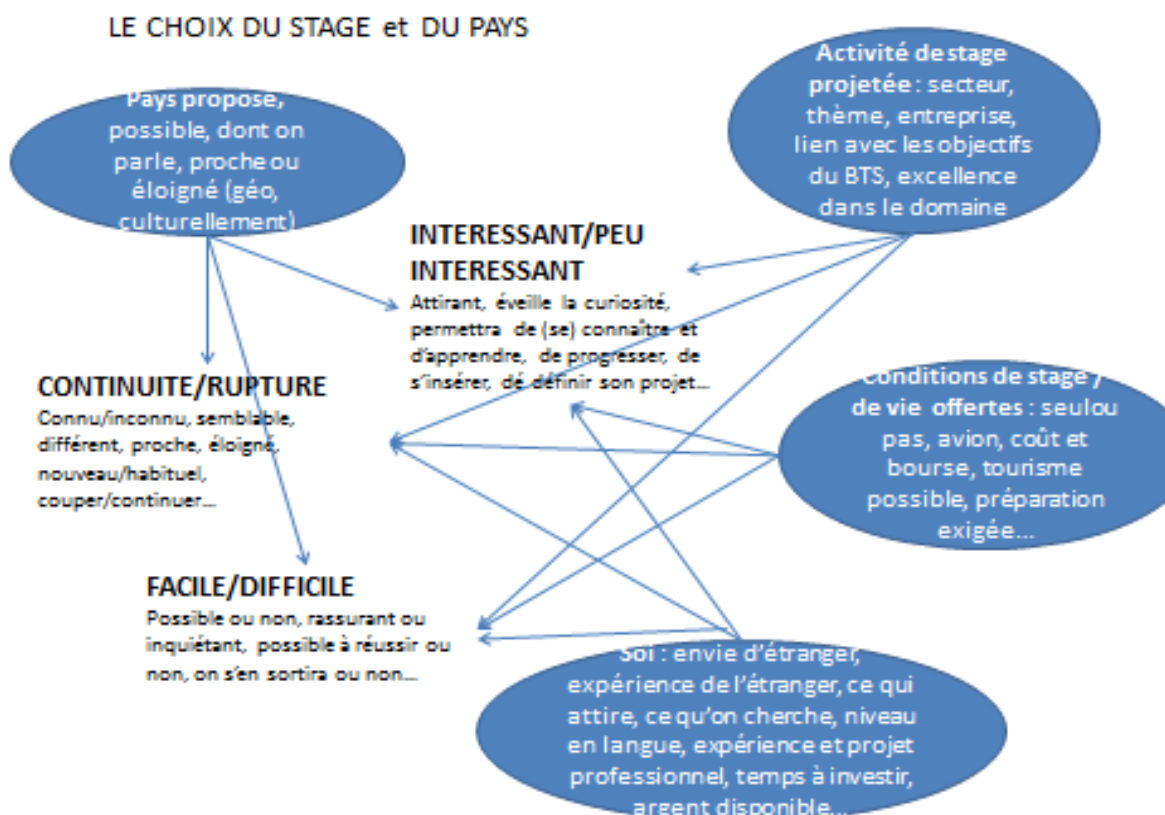 LE CHOIX DU STAGE et DU PAYS
Pays proposé,
possible, dont on
parle, proche ou
éloigné (géo,
culturellement)
Activité de stage
projetée : secteur,
thème, entreprise,
lien avec les objectifs
du BTS, excellence
dans le domaine
INTERESSANT/PEU
INTERESSANT
Attirant, éveille la curiosité,
permettra de (se) connaître et
d'apprendre, de progresser, de
s'insérer, dé définir son projet...
CONTINUITE/RUPTURE
Connu/inconnu, semblable,
différent, proche, éloigné,
nouveau/habituel,
couper/continuer...
Conditions de stage /
de vie offertes : seulou
pas, avion, coût et
bourse, tourisme
possible, préparation
exigée...
FACILE/DIFFICILE
Possible ou non, rassurant ou
inquiétant, possible à réussir ou
non, on s'en sortira ou non...
Soi : envie d'étranger,
expérience de l'étranger, ce qui
attire, ce qu'on cherche, niveau
en langue, expérience et projet
professionnel, temps à investir,
argent disponible...